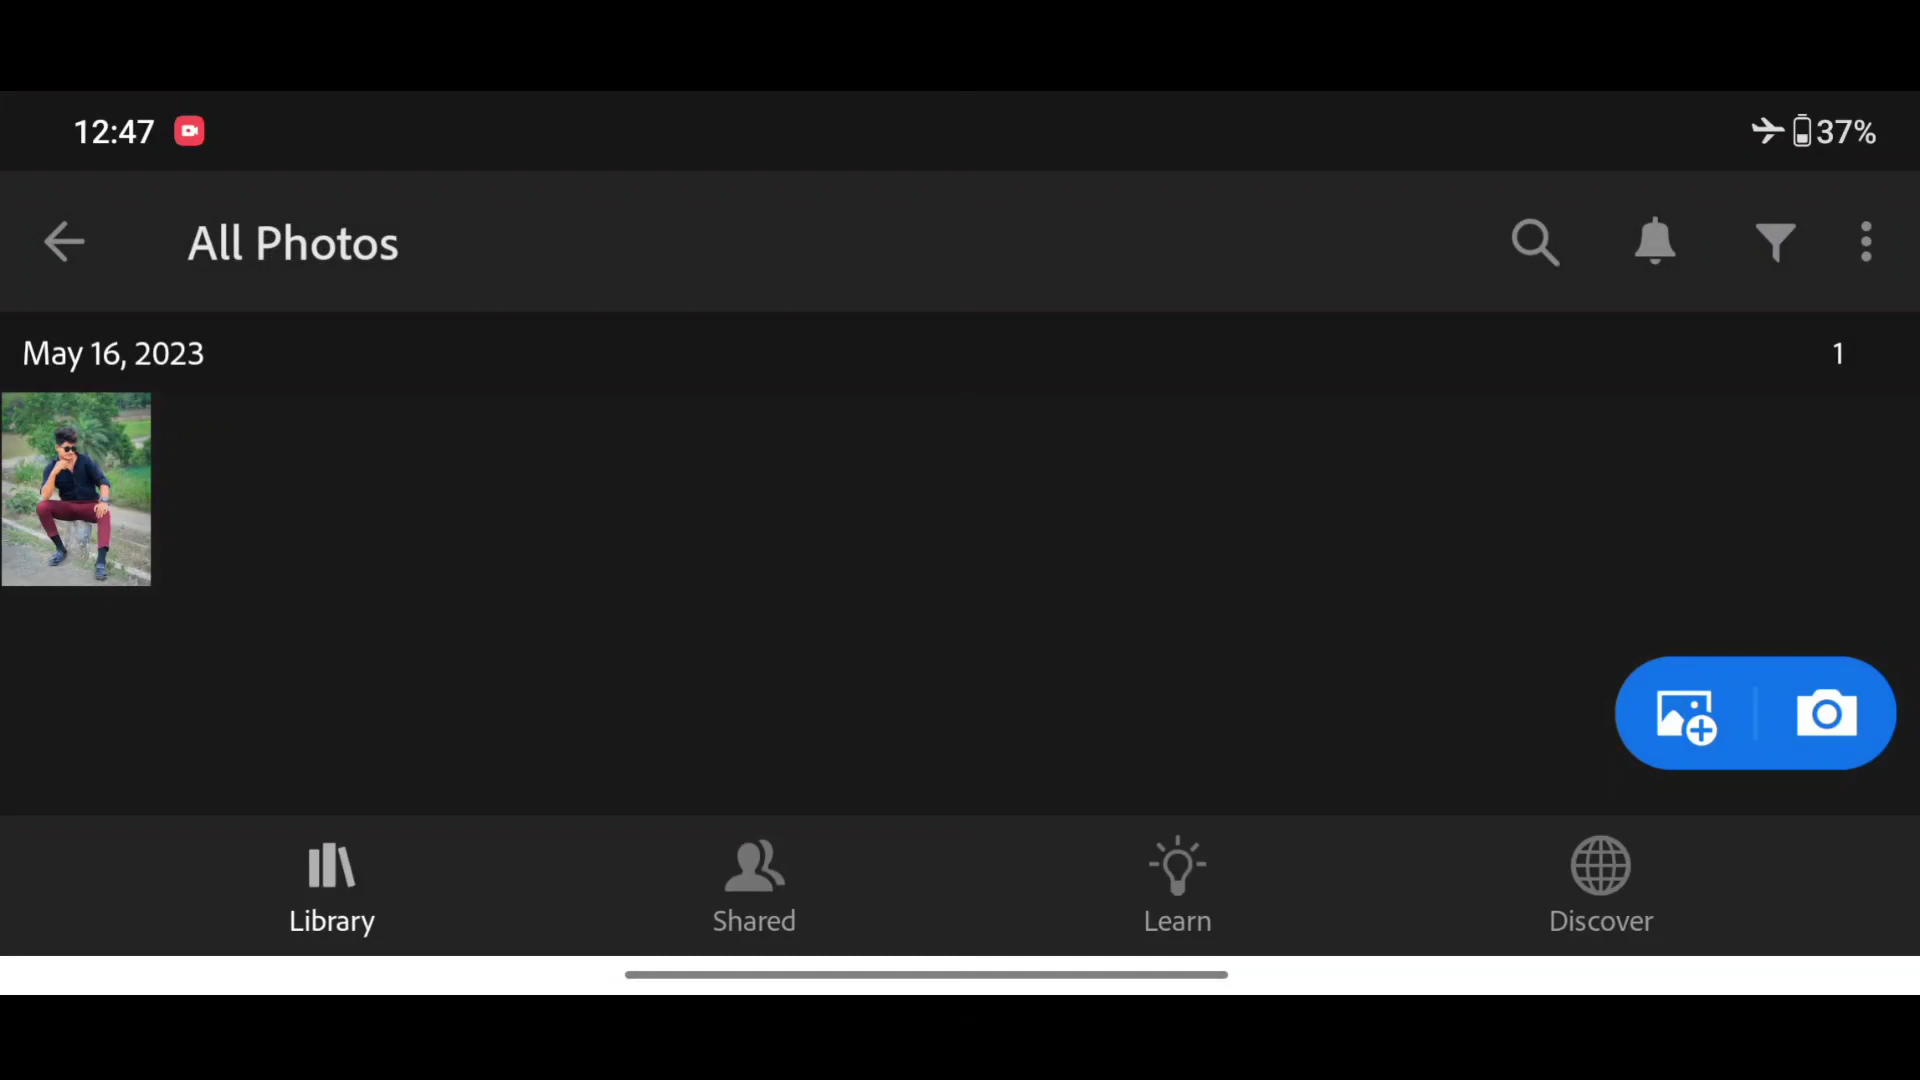 12:47
37%
All Photos
May 16, 2023
1
Library
Shared
Learn
Discover